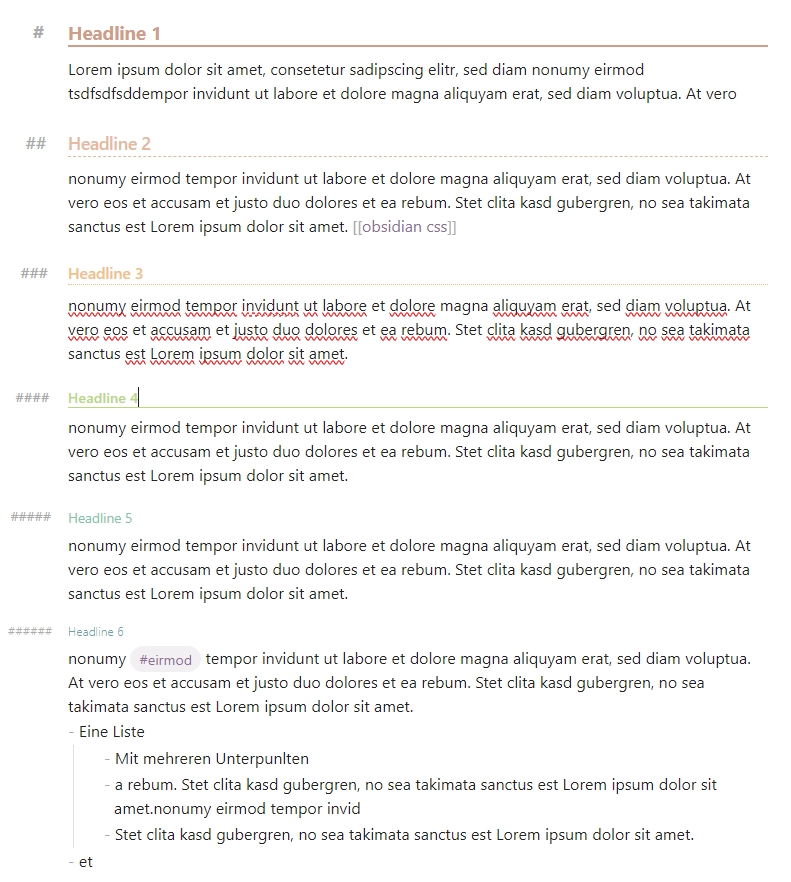 # Headline 1
Lorem ipsum dolor sit amet, consetetur sadipscing elitr, sed diam nonumy eirmod
tsdfsdfsddempor invidunt ut labore et dolore magna aliquyam erat, sed diam voluptua. At vero
## Headline 2
nonumy eirmod tempor invidunt ut labore et dolore magna aliquyam erat, sed diam voluptua. At
vero eos et accusam et justo duo dolores et ea rebum. Stet clita kasd gubergren, no sea takimata
sanctus est Lorem ipsum dolor sit amet. [[obsidian css]]
### Headline 3
nonumy eirmod tempor invidunt ut labore et dolore magna aliquyam erat, sed diam voluptua. At
vero eos et accusam et justo duo dolores et ea rebum. Stet clita kasd gubergren, no sea takimata
sanctus est Lorem ipsum dolor sit amet.
#### Headline 4
nonumy eirmod tempor invidunt ut labore et dolore magna aliquyam erat, sed diam voluptua. At
vero eos et accusam et justo duo dolores et ea rebum. Stet clita kasd gubergren, no sea takimata
sanctus est Lorem ipsum dolor sit amet.
##### Headline 5
nonumy eirmod tempor invidunt ut labore et dolore magna aliquyam erat, sed diam voluptua. At
vero eos et accusam et justo duo dolores et ea rebum. Stet clita kasd gubergren, no sea takimata
sanctus est Lorem ipsum dolor sit amet.
###### Headline 6
nonumy #eirmod tempor invidunt ut labore et dolore magna aliquyam erat, sed diam voluptua.
At vero eos et accusam et justo duo dolores et ea rebum. Stet clita kasd gubergren, no sea
takimata sanctus est Lorem ipsum dolor sit amet.
- Eine Liste
- Mit mehreren Unterpunlten
- a rebum. Stet clita kasd gubergren, no sea takimata sanctus est Lorem ipsum dolor sit
amet.nonumy eirmod tempor invid
- Stet clita kasd gubergren, no sea takimata sanctus est Lorem ipsum dolor sit amet.
- et